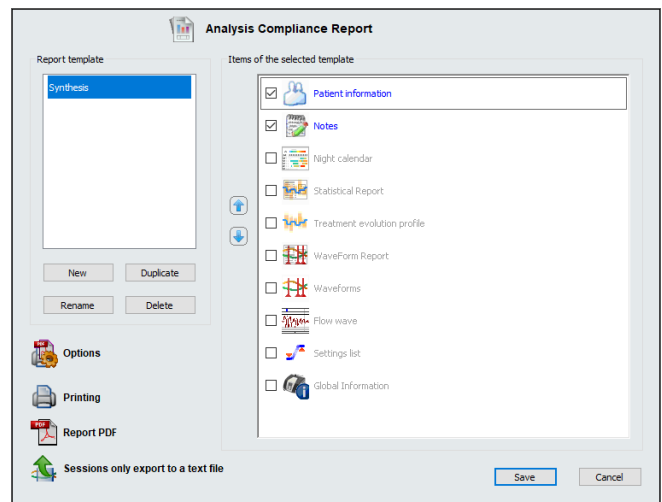 Analysis Compliance Report
Report template
Items of the selected template
Synthesis
Patient information
Notes
Night calendar
Statistical Report
Treatment evolution profile
WaveForm Report
Waveforms
Flow wave
Settings list
Global Information
New
Duplicate
Rename
Delete
Options
Printing
PDF
Report PDF
Sessions only export to a text file
Save
Cancel